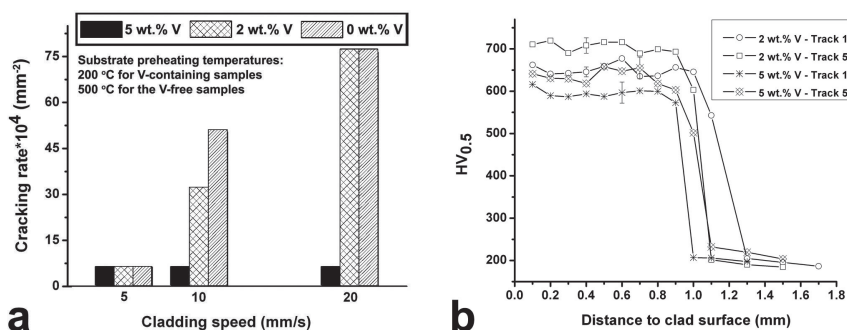 5 wt.% V 2 wt.% V 0 wt.% V
Substrate preheating temperatures:
200 °C for V-containing samples
500 °C for the V-free samples
Cracking rate*10^4 (mm^-2)
75
60
45
30
15
0
5 10 20
Cladding speed (mm/s)
a
2 wt.% V - Track 1
2 wt.% V - Track 5
5 wt.% V - Track 1
5 wt.% V - Track 5
HV0.5
700
600
500
400
300
200
0.0 0.2 0.4 0.6 0.8 1.0 1.2 1.4 1.6 1.8
Distance to clad surface (mm)
b